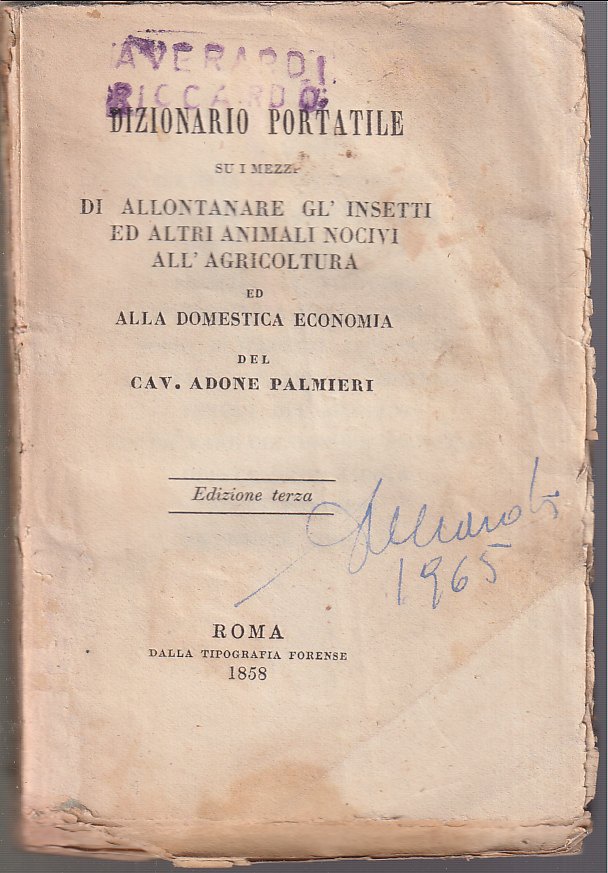 AVERARDI
RICCARDO
DIZIONARIO PORTATILE
SU I MEZZI
DI ALLONTANARE GL' INSETTI
ED ALTRI ANIMALI NOCIVI
ALL' AGRICOLTURA
ED
ALLA DOMESTICA ECONOMIA
DEL
CAV. ADONE PALMIERI
Edizione terza
1965
ROMA
DALLA TIPOGRAFIA FORENSE
1858